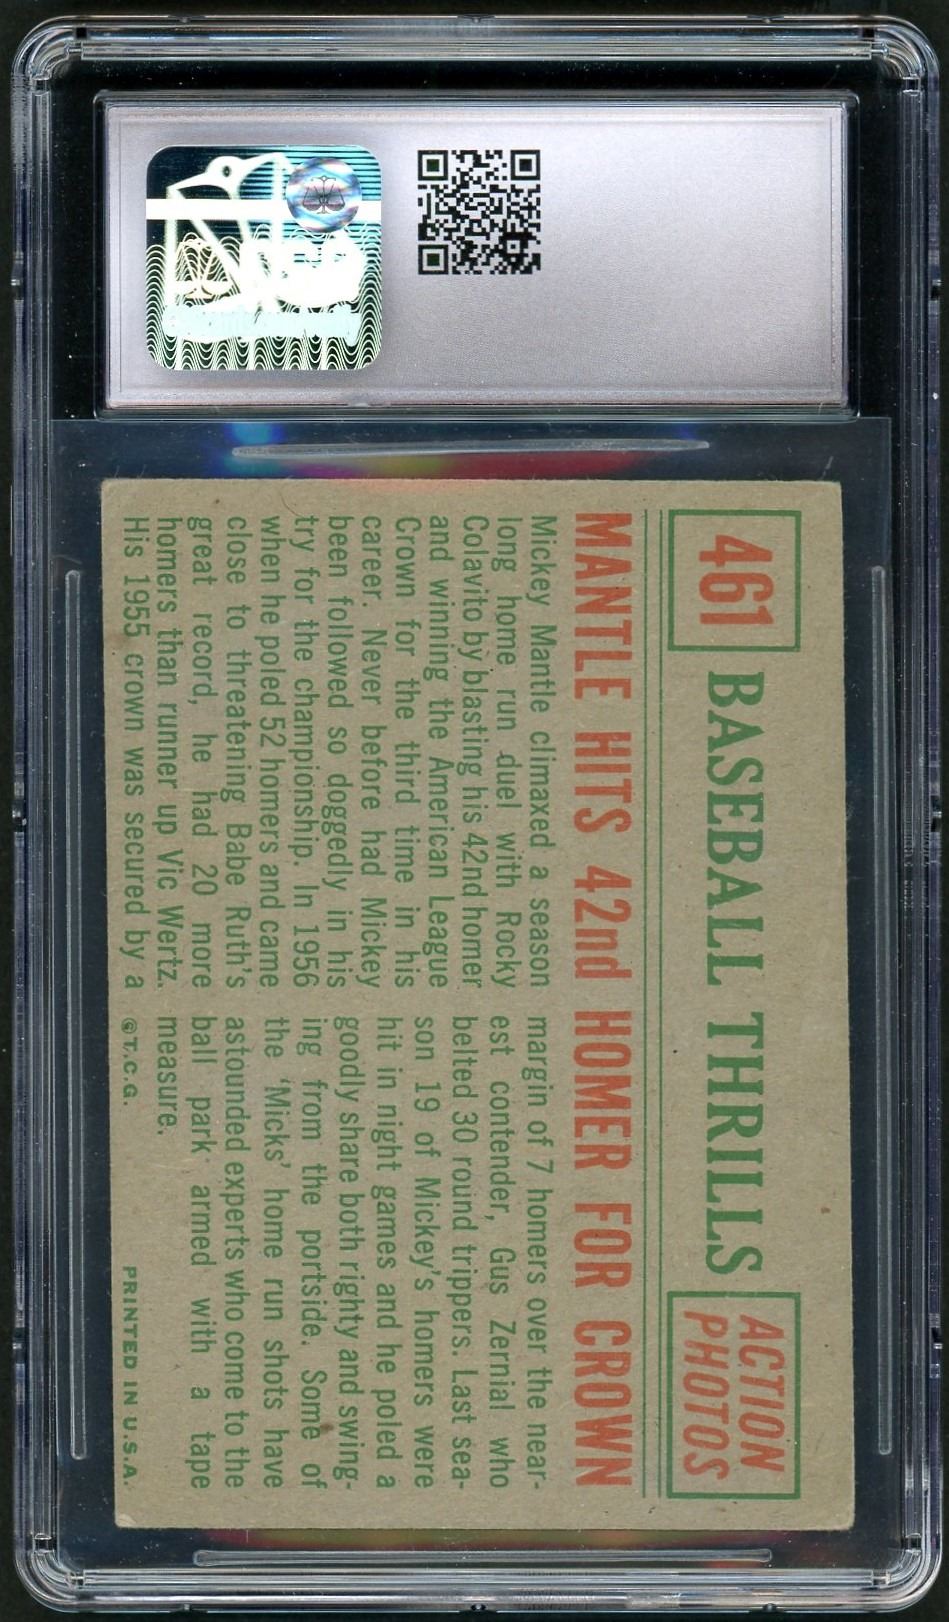 461
BASEBALL THRILLS
ACTION
PHOTOS
MANTLE HITS 42nd HOMER FOR CROWN
Mickey Mantle climaxed a season
long home run duel with Rocky
Colavito by blasting his 42nd homer
and winning the American League
Crown for the third time in his
career. Never before had Mickey
been followed so doggedly in his
try for the championship. In 1956
when he poled 52 homers and came
close to threatening Babe Ruth's
great record, he had 20 more
homers than runner up Vic Wertz.
His 1955 crown was secured by a
margin of 7 homers over the near-
est contender, Gus Zernial who
belted 30 round trippers. Last sea-
son 19 of Mickey's homers were
hit in night games and he poled a
goodly share both righty and swing-
ing from the portside. Some of
the 'Micks' home run shots have
astounded experts who come to the
ball park armed with a tape
measure.
©T.C.G.
PRINTED IN U.S.A.